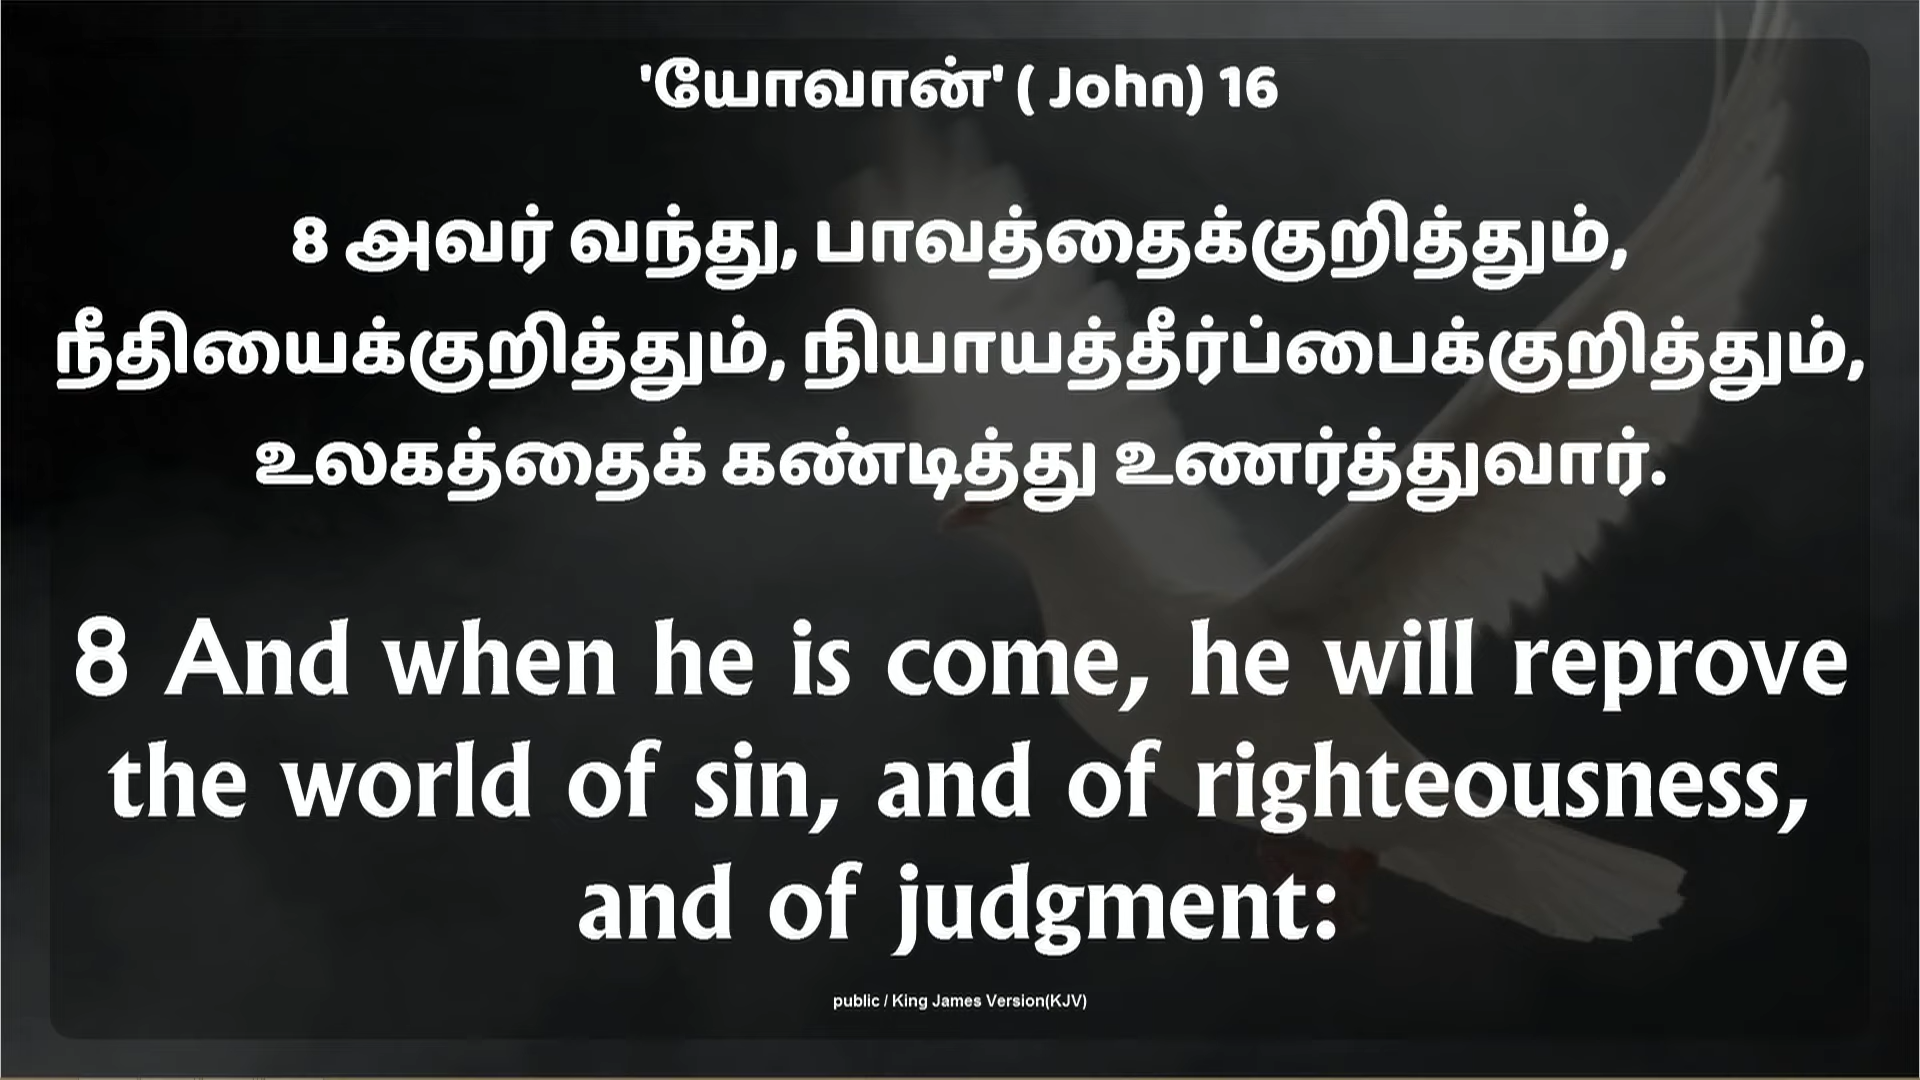 'யோவான்' ( John) 16
8 அவர் வந்து, பாவத்தைக்குறித்தும்,
நீதியைக்குறித்தும், நியாயத்தீர்ப்பைக்குறித்தும்,
உலகத்தைக் கண்டித்து உணர்த்துவார்.
8 And when he is come, he will reprove
the world of sin, and of righteousness,
and of judgment:
public / King James Version(KJV)